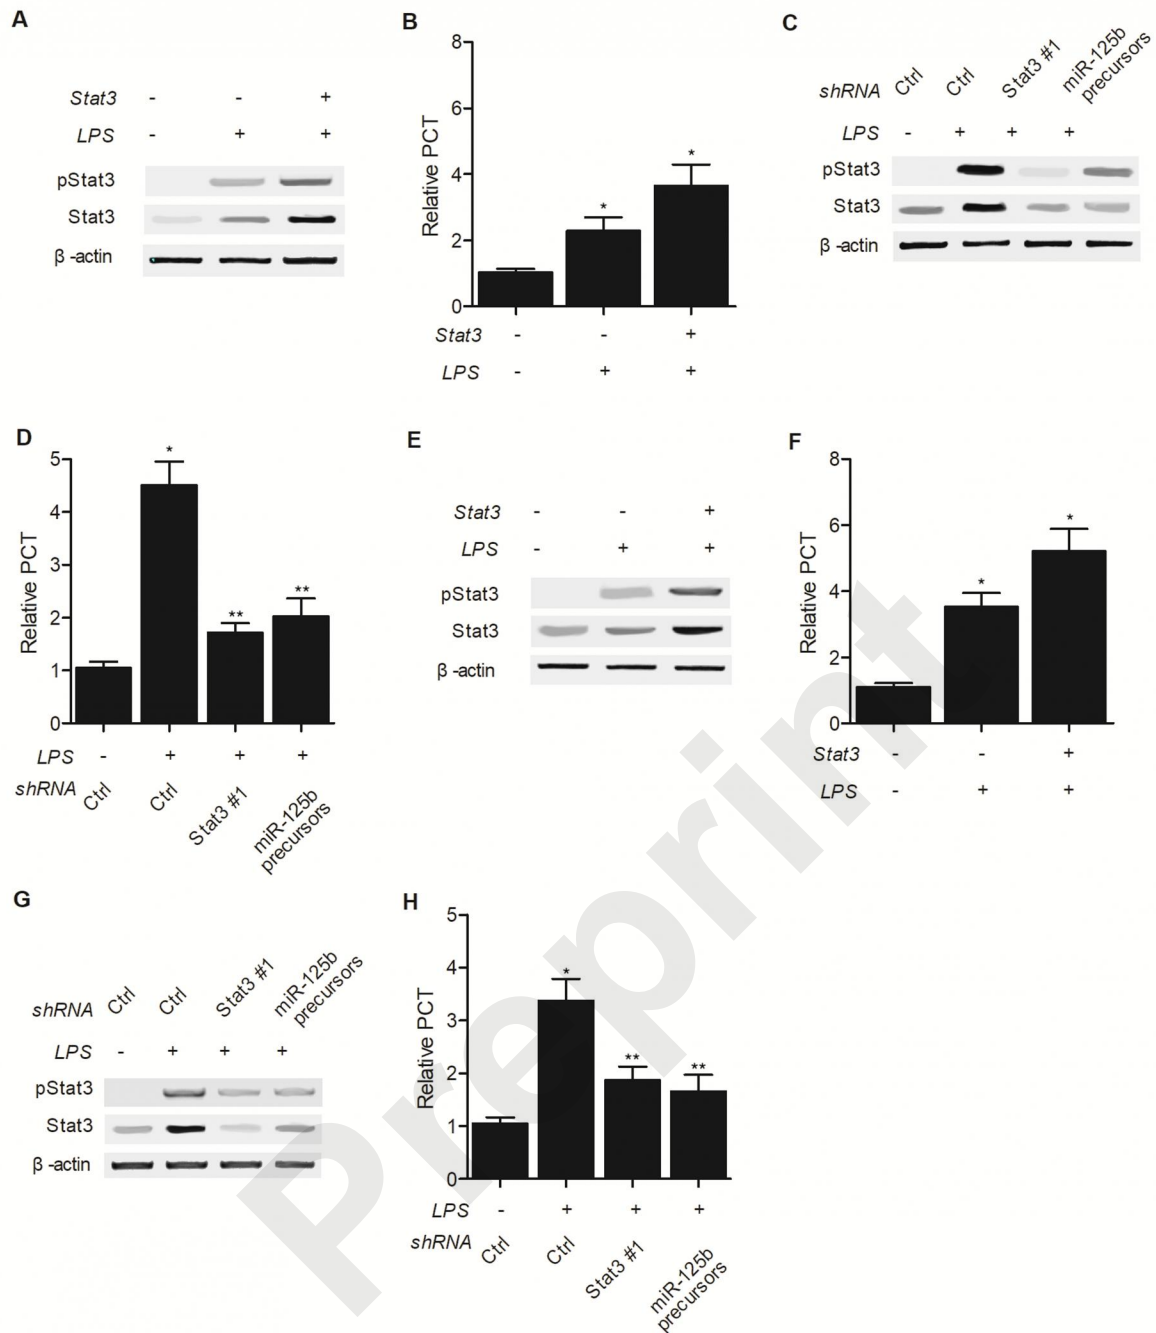 A
Stat3 - - +
LPS - + +
pStat3
Stat3
β -actin
B
Relative PCT
8
6
4
2
0
*
*
Stat3 - - +
LPS - + +
C
shRNA Ctrl Ctrl Stat3 #1 miR-125b precursors
LPS - + + +
pStat3
Stat3
β -actin
D
Relative PCT
5
4
3
2
1
0
*
**
**
LPS - + + +
shRNA Ctrl Ctrl Stat3 #1 miR-125b precursors
E
Stat3 - - +
LPS - + +
pStat3
Stat3
β -actin
F
Relative PCT
8
6
4
2
0
*
*
Stat3 - - +
LPS - + +
G
shRNA Ctrl Ctrl Stat3 #1 miR-125b precursors
LPS - + + +
pStat3
Stat3
β -actin
H
Relative PCT
5
4
3
2
1
0
*
**
**
LPS - + + +
shRNA Ctrl Ctrl Stat3 #1 miR-125b precursors
Preprint